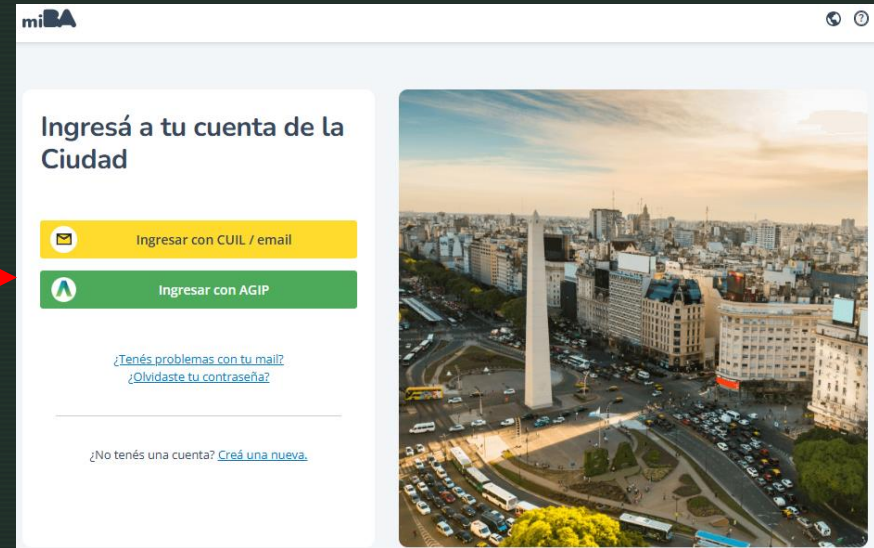 miBA
Ingresá a tu cuenta de la
Ciudad
Ingresar con CUIL / email
Ingresar con AGIP
¿Tenés problemas con tu mail?
¿Olvidaste tu contraseña?
¿No tenés una cuenta? Creá una nueva.